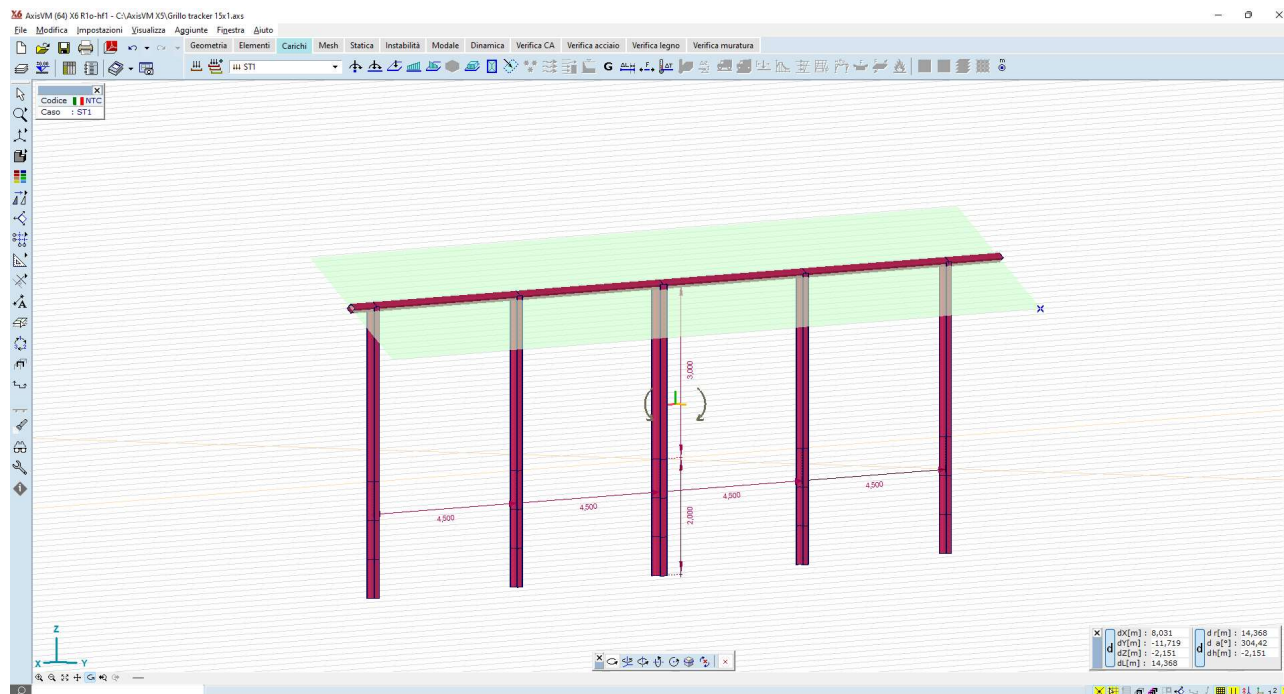 AxisVM (64) X6 R1o-hf1 - C:\AxisVM X5\Grillo tracker 15x1.axs
File Modifica Impostazioni Visualizza Aggiunte Finestra Aiuto
Geometria Elementi Carichi Mesh Statica Instabilità Modale Dinamica Verifica CA Verifica acciaio Verifica legno Verifica muratura
ST1
Codice NTC
Caso : ST1
3,000
4,500
4,500
4,500
4,500
2,000
Z
X
Y
d
dX[m] : 8,031
dY[m] : -11,719
dZ[m] : -2,151
dL[m] : 14,368
d
d r[m] : 14,368
d a[°] : 304,42
dh[m] : -2,151